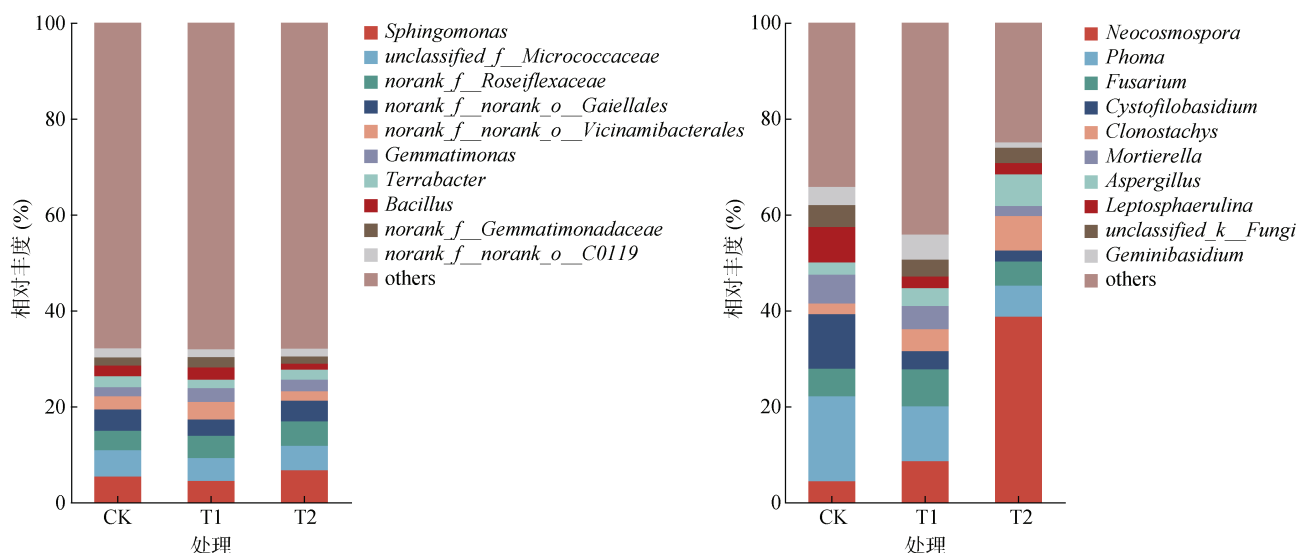 相对丰度 (%)
100
80
60
40
20
0
CK
T1
T2
处理
Sphingomonas
unclassified_f__Micrococcaceae
norank_f__Roseiflexaceae
norank_f__norank_o__Gaiellales
norank_f__norank_o__Vicinamibacterales
Gemmatimonas
Terrabacter
Bacillus
norank_f__Gemmatimonadaceae
norank_f__norank_o__C0119
others
相对丰度 (%)
100
80
60
40
20
0
CK
T1
T2
处理
Neocosmospora
Phoma
Fusarium
Cystofilobasidium
Clonostachys
Mortierella
Aspergillus
Leptosphaerulina
unclassified_k__Fungi
Geminibasidium
others